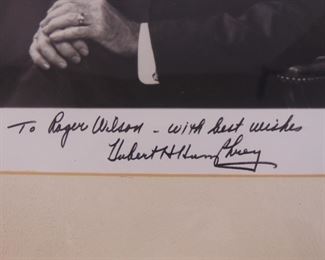 To Roger Wilson - with best wishes
Hubert H Humphrey